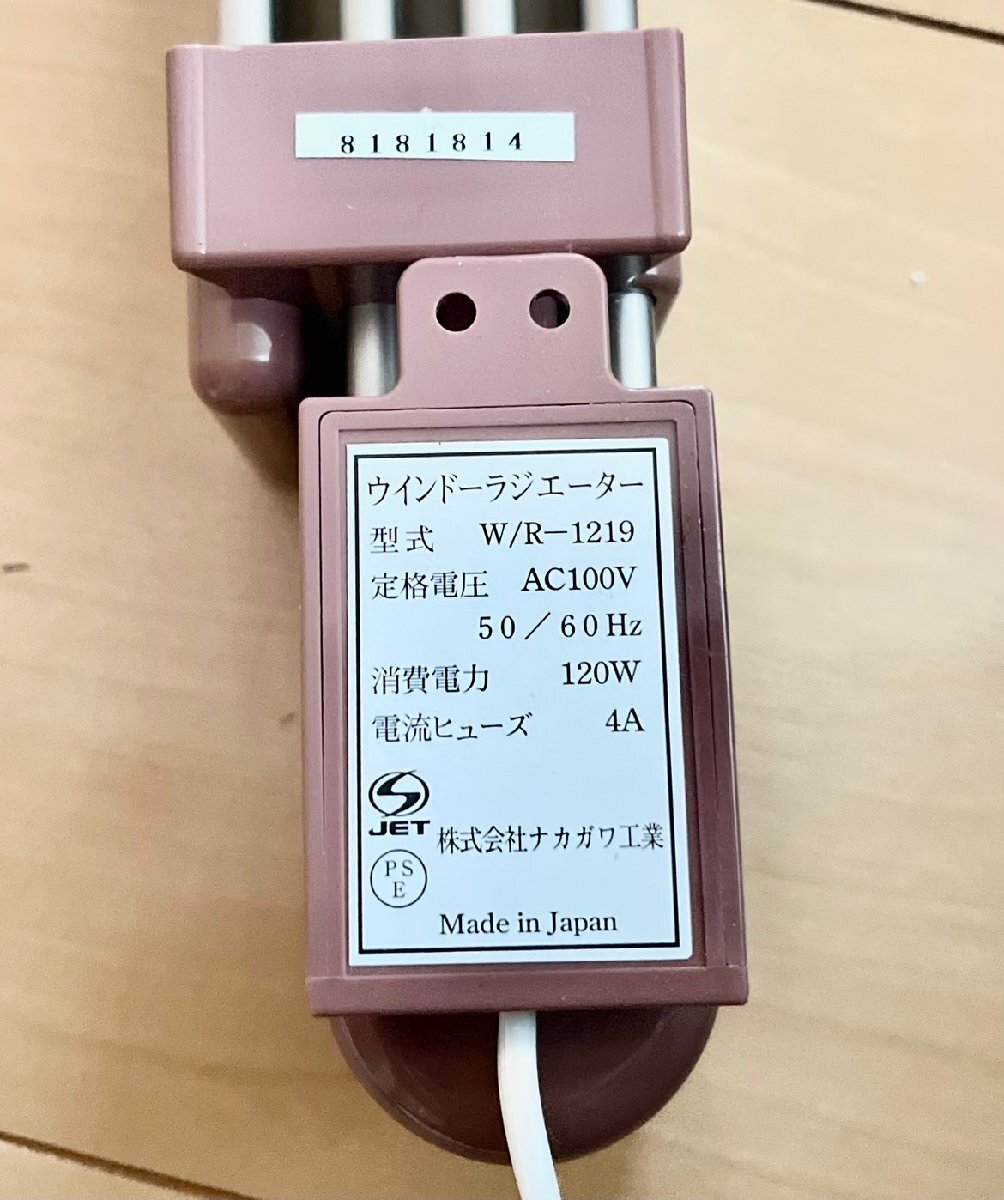 8181814
ウインドーラジエーター
型式 W/R-1219
定格電圧 AC100V
50/60Hz
消費電力 120W
電流ヒューズ 4A
JET
株式会社ナカガワ工業
PS
E
Made in Japan